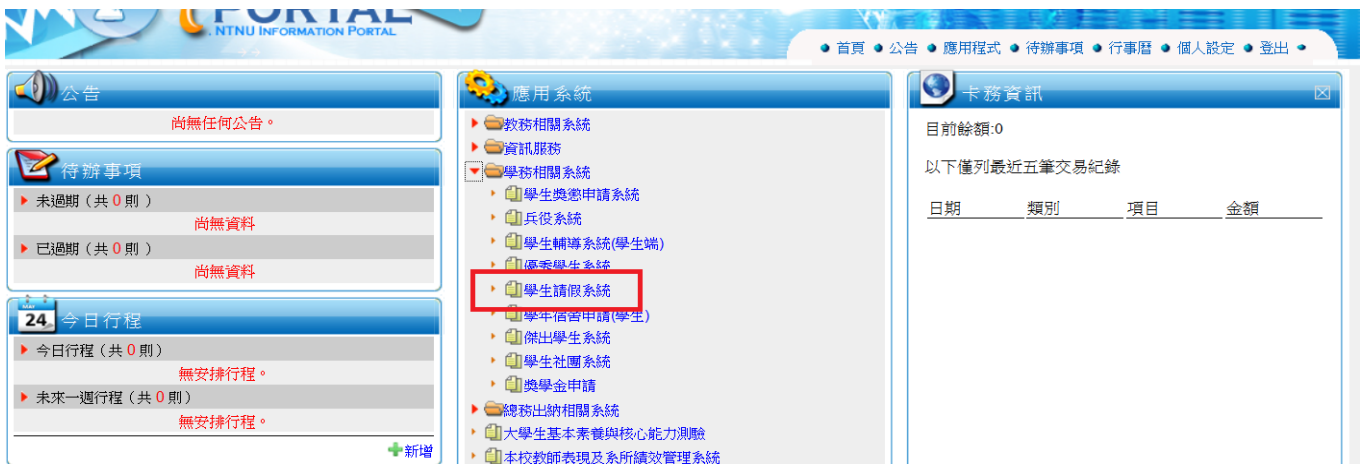 PORTAL
NTNU INFORMATION PORTAL
首頁 公告 應用程式 待辦事項 行事曆 個人設定 登出
公告
尚無任何公告。
待辦事項
未過期（共 0 則 ）
尚無資料
已過期（共 0 則 ）
尚無資料
24
今日行程
今日行程（共 0 則）
無安排行程。
未來一週行程（共 0 則）
無安排行程。
新增
應用系統
教務相關系統
資訊服務
學務相關系統
學生獎懲申請系統
兵役系統
學生輔導系統(學生端)
優秀學生系統
學生請假系統
學年宿舍申請(學生)
傑出學生系統
學生社團系統
獎學金申請
總務出納相關系統
大學生基本素養與核心能力測驗
本校教師表現及系所績效管理系統
卡務資訊
目前餘額:0
以下僅列最近五筆交易紀錄
日期 類別 項目 金額